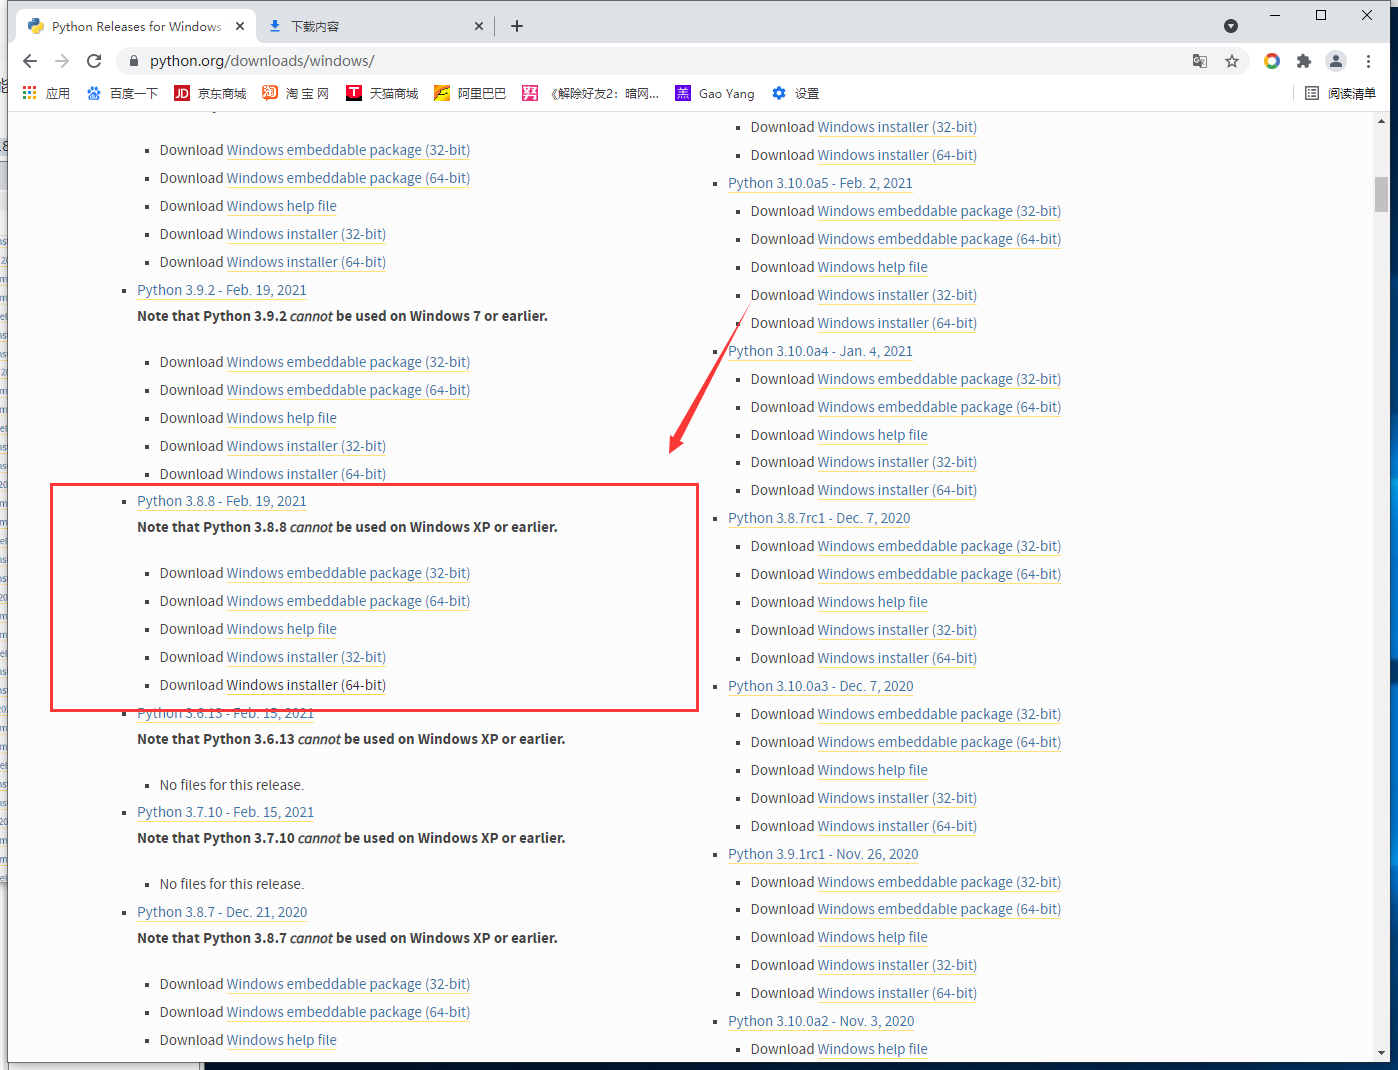 Python Releases for Windows
下载内容
python.org/downloads/windows/
应用
百度一下
JD
京东商城
淘
淘 宝 网
T
天猫商城
阿里巴巴
《解除好友2：暗网...
Gao Yang
设置
阅读清单
Download Windows embeddable package (32-bit)
Download Windows embeddable package (64-bit)
Download Windows help file
Download Windows installer (32-bit)
Download Windows installer (64-bit)
Python 3.9.2 - Feb. 19, 2021
Note that Python 3.9.2 cannot be used on Windows 7 or earlier.
Download Windows embeddable package (32-bit)
Download Windows embeddable package (64-bit)
Download Windows help file
Download Windows installer (32-bit)
Download Windows installer (64-bit)
Python 3.8.8 - Feb. 19, 2021
Note that Python 3.8.8 cannot be used on Windows XP or earlier.
Download Windows embeddable package (32-bit)
Download Windows embeddable package (64-bit)
Download Windows help file
Download Windows installer (32-bit)
Download Windows installer (64-bit)
Python 3.6.13 - Feb. 15, 2021
Note that Python 3.6.13 cannot be used on Windows XP or earlier.
No files for this release.
Python 3.7.10 - Feb. 15, 2021
Note that Python 3.7.10 cannot be used on Windows XP or earlier.
No files for this release.
Python 3.8.7 - Dec. 21, 2020
Note that Python 3.8.7 cannot be used on Windows XP or earlier.
Download Windows embeddable package (32-bit)
Download Windows embeddable package (64-bit)
Download Windows help file
Download Windows installer (32-bit)
Download Windows installer (64-bit)
Python 3.10.0a5 - Feb. 2, 2021
Download Windows embeddable package (32-bit)
Download Windows embeddable package (64-bit)
Download Windows help file
Download Windows installer (32-bit)
Download Windows installer (64-bit)
Python 3.10.0a4 - Jan. 4, 2021
Download Windows embeddable package (32-bit)
Download Windows embeddable package (64-bit)
Download Windows help file
Download Windows installer (32-bit)
Download Windows installer (64-bit)
Python 3.8.7rc1 - Dec. 7, 2020
Download Windows embeddable package (32-bit)
Download Windows embeddable package (64-bit)
Download Windows help file
Download Windows installer (32-bit)
Download Windows installer (64-bit)
Python 3.10.0a3 - Dec. 7, 2020
Download Windows embeddable package (32-bit)
Download Windows embeddable package (64-bit)
Download Windows help file
Download Windows installer (32-bit)
Download Windows installer (64-bit)
Python 3.9.1rc1 - Nov. 26, 2020
Download Windows embeddable package (32-bit)
Download Windows embeddable package (64-bit)
Download Windows help file
Download Windows installer (32-bit)
Download Windows installer (64-bit)
Python 3.10.0a2 - Nov. 3, 2020
Download Windows help file